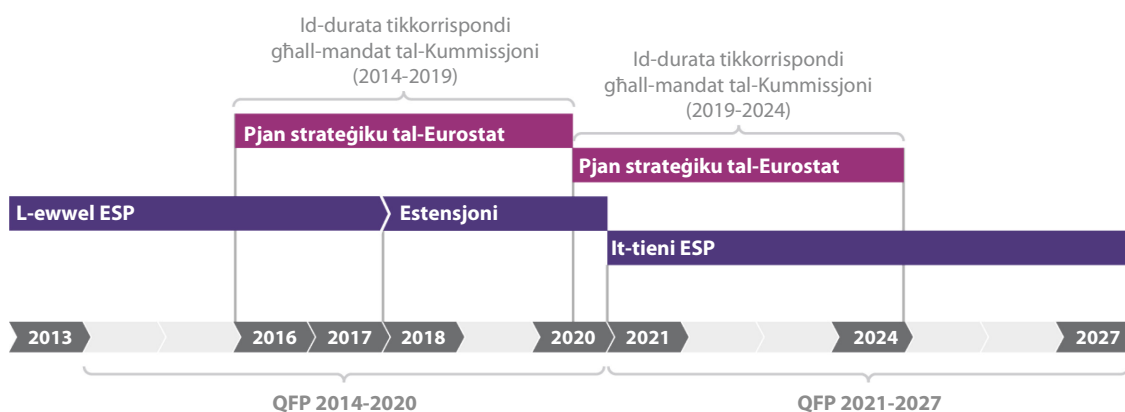 Id-durata tikkorrispondi
għall-mandat tal-Kummissjoni
(2014-2019)
Id-durata tikkorrispondi
għall-mandat tal-Kummissjoni
(2019-2024)
Pjan strateġiku tal-Eurostat
Pjan strateġiku tal-Eurostat
L-ewwel ESP
Estensjoni
It-tieni ESP
2013 2016 2017 2018 2020 2021 2024 2027
QFP 2014-2020
QFP 2021-2027